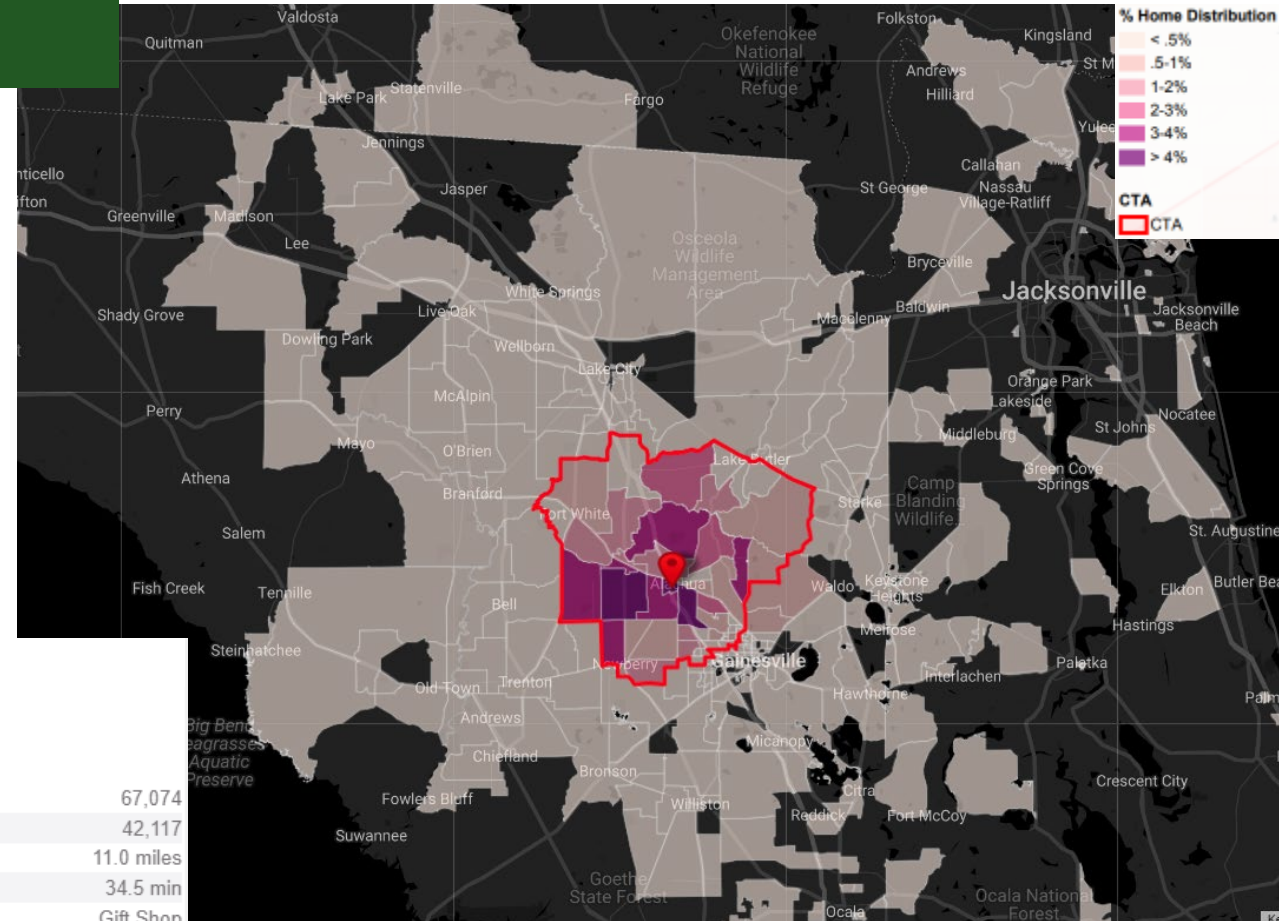 % Home Distribution
< .5%
.5-1%
1-2%
2-3%
3-4%
> 4%
CTA
CTA
Valdosta
Folkston
Kingsland
Quitman
Okefenokee
National
Wildlife
Refuge
St M
Andrews
Hilliard
Lake Park
Statenville
Fargo
Yulee
Jennings
Callahan
nticello
ifton
Jasper
St George
Nassau
Village-Ratliff
Greenville
Madison
Lee
Osceola
Wildlife
Management
Area
Bryceville
White Springs
Jacksonville
Shady Grove
Live Oak
Macclenny
Baldwin
Jacksonville
Beach
Dowling Park
Wellborn
Lake City
Orange Park
Lakeside
McAlpin
Perry
Nocatee
Mayo
Middleburg
St Johns
O'Brien
Lake Butler
Athena
Green Cove
Springs
Branford
Camp
Blanding
Wildlife
Starke
Fort White
Salem
St. Augustine
Fish Creek
Tennille
Alachua
Waldo
Keystone
Heights
Elkton
Butler Bea
Bell
Hastings
Melrose
Steinhatchee
Newberry
Gainesville
Palatka
Interlachen
Old Town
Trenton
Hawthorne
Palm
Andrews
Big Bend
Seagrasses
Aquatic
Preserve
Micanopy
Chiefland
Bronson
Crescent City
Citra
Fowlers Bluff
Williston
Reddick
Fort McCoy
Suwannee
Goethe
State Forest
Ocala National
Forest
Ocala
67,074
42,117
11.0 miles
34.5 min
Gift Shop